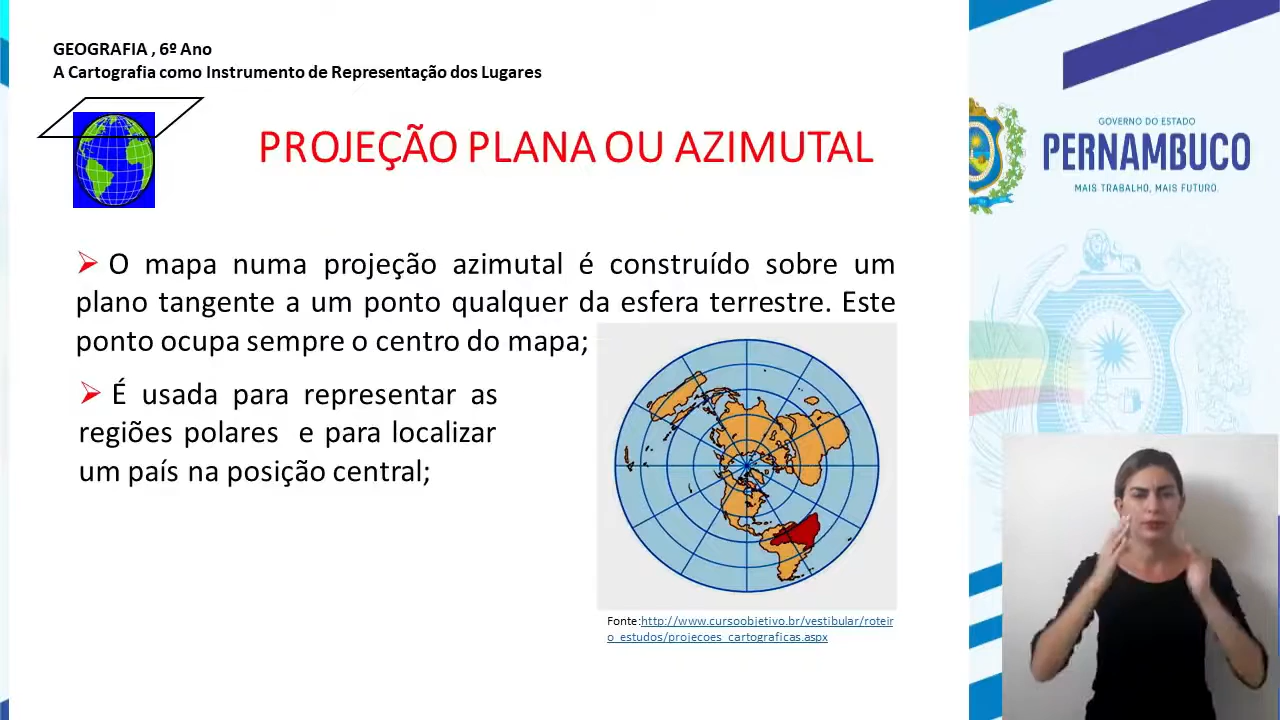 GEOGRAFIA , 6º Ano
A Cartografia como Instrumento de Representação dos Lugares
PROJEÇÃO PLANA OU AZIMUTAL
O mapa numa projeção azimutal é construído sobre um
plano tangente a um ponto qualquer da esfera terrestre. Este
ponto ocupa sempre o centro do mapa;
É usada para representar as
regiões polares e para localizar
um país na posição central;
Fonte:http://www.cursoobjetivo.br/vestibular/roteir
o_estudos/projecoes_cartograficas.aspx
GOVERNO DO ESTADO
PERNAMBUCO
MAIS TRABALHO, MAIS FUTURO.